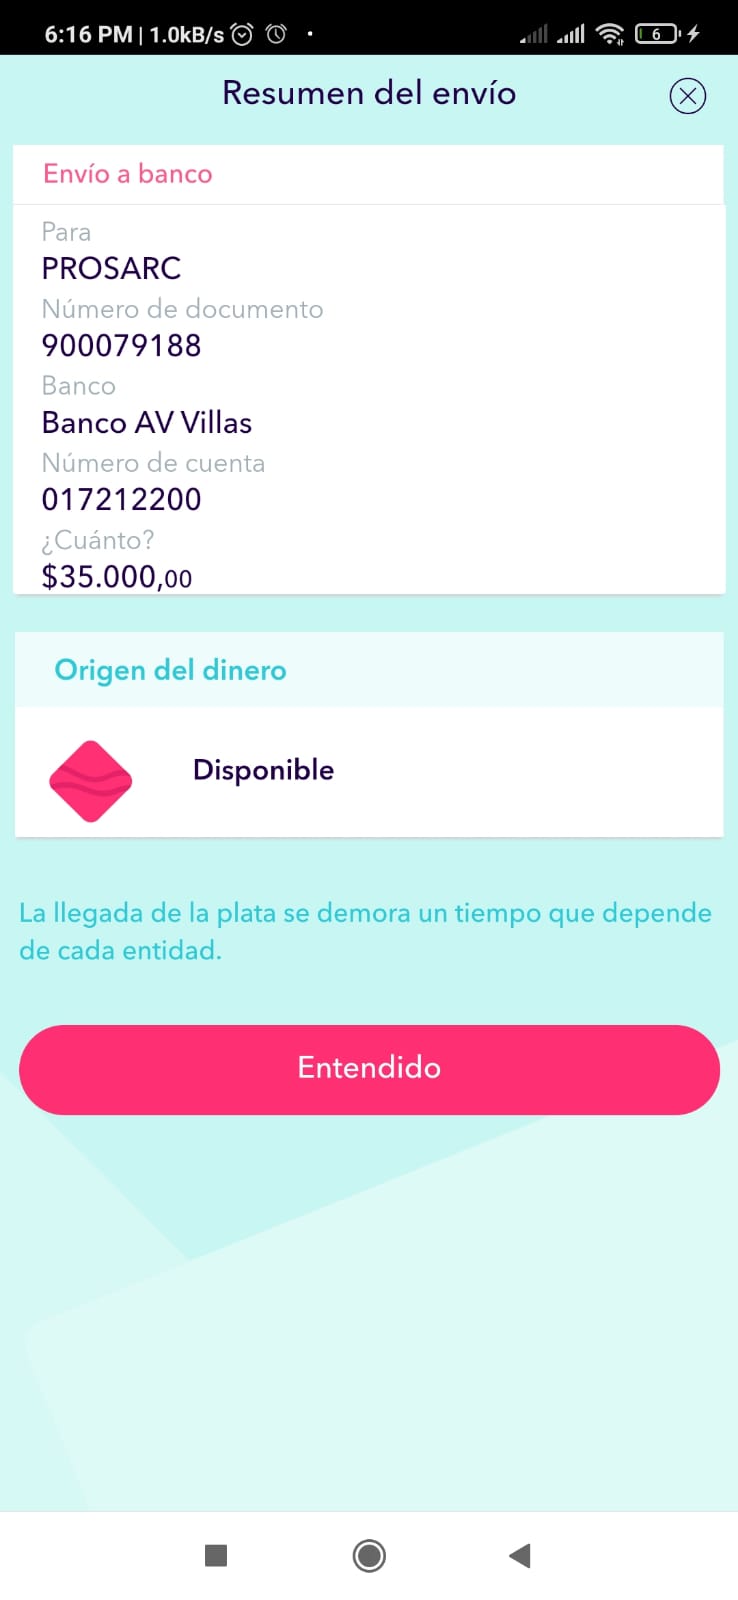 6:16 PM | 1.0kB/s
6
Resumen del envío
Envío a banco
Para
PROSARC
Número de documento
900079188
Banco
Banco AV Villas
Número de cuenta
017212200
¿Cuánto?
$35.000,00
Origen del dinero
Disponible
La llegada de la plata se demora un tiempo que depende
de cada entidad.
Entendido